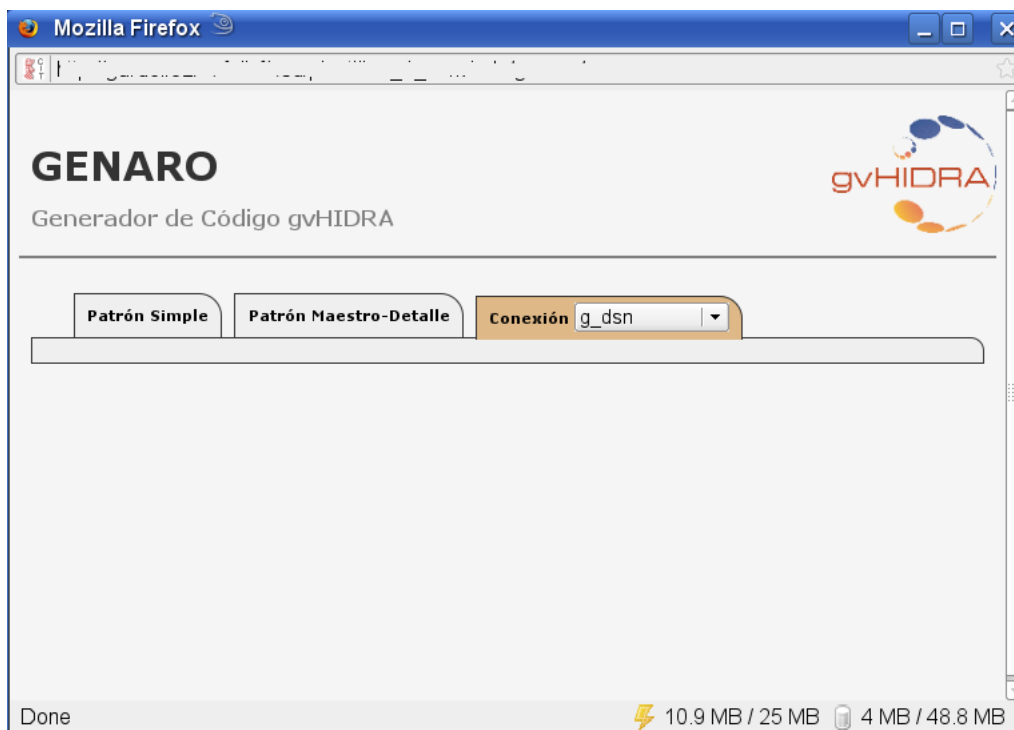 Mozilla Firefox
GENARO
gvHIDRA
Generador de Código gvHIDRA
Patrón Simple
Patrón Maestro-Detalle
Conexión g_dsn
Done
10.9 MB / 25 MB
4 MB / 48.8 MB